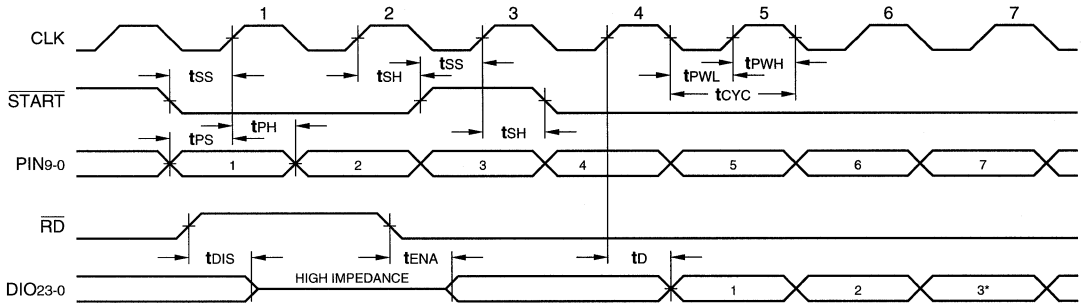 1 2 3 4 5 6 7
CLK
tSS tSH tSS tPWL tPWH
START
tCYC
tPS tPH tSH
PIN9-0 1 2 3 4 5 6 7
RD
tDIS tENA tD
DIO23-0 HIGH IMPEDANCE 1 2 3*